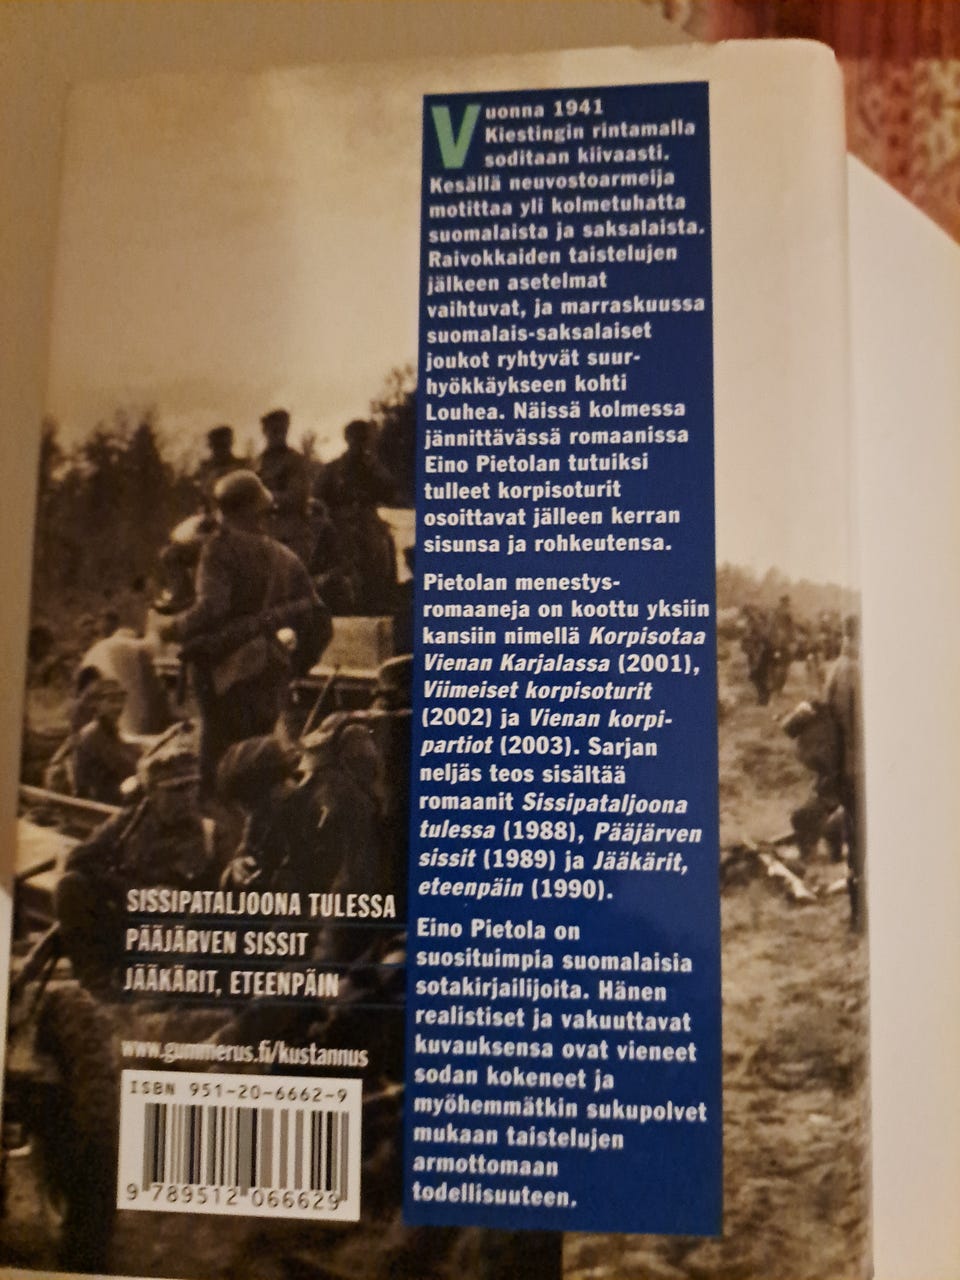 Vuonna 1941
Kiestingin rintamalla
soditaan kiivaasti.
Kesällä neuvostoarmeija
motittaa yli kolmetuhatta
suomalaista ja saksalaista.
Raivokkaiden taistelujen
jälkeen asetelmat
vaihtuvat, ja marraskuussa
suomalais-saksalaiset
joukot ryhtyvät suur-
hyökkäykseen kohti
Louhea. Näissä kolmessa
jännittävässä romaanissa
Eino Pietolan tutuiksi
tulleet korpisoturit
osoittavat jälleen kerran
sisunsa ja rohkeutensa.
Pietolan menestys-
romaaneja on koottu yksiin
kansiin nimellä Korpisotaa
Vienan Karjalassa (2001),
Viimeiset korpisoturit
(2002) ja Vienan korpi-
partiot (2003). Sarjan
neljäs teos sisältää
romaanit Sissipataljoona
tulessa (1988), Pääjärven
sissit (1989) ja Jääkärit,
eteenpäin (1990).
Eino Pietola on
suosituimpia suomalaisia
sotakirjailijoita. Hänen
realistiset ja vakuuttavat
kuvauksensa ovat vieneet
sodan kokeneet ja
myöhemmätkin sukupolvet
mukaan taistelujen
armottomaan
todellisuuteen.
SISSIPATALJOONA TULESSA
PÄÄJÄRVEN SISSIT
JÄÄKÄRIT, ETEENPÄIN
www.gummerus.fi/kustannus
ISBN 951-20-6662-9
9 789512 066629